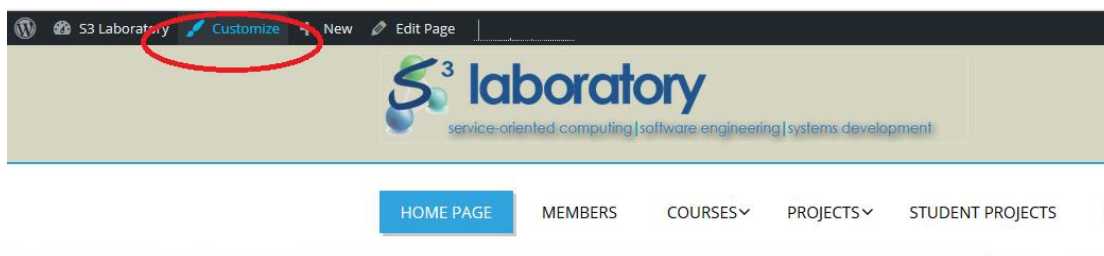 S3 Laboratory Customize New Edit Page
S3 laboratory
service-oriented computing|software engineering|systems development
HOME PAGE MEMBERS COURSES PROJECTS STUDENT PROJECTS